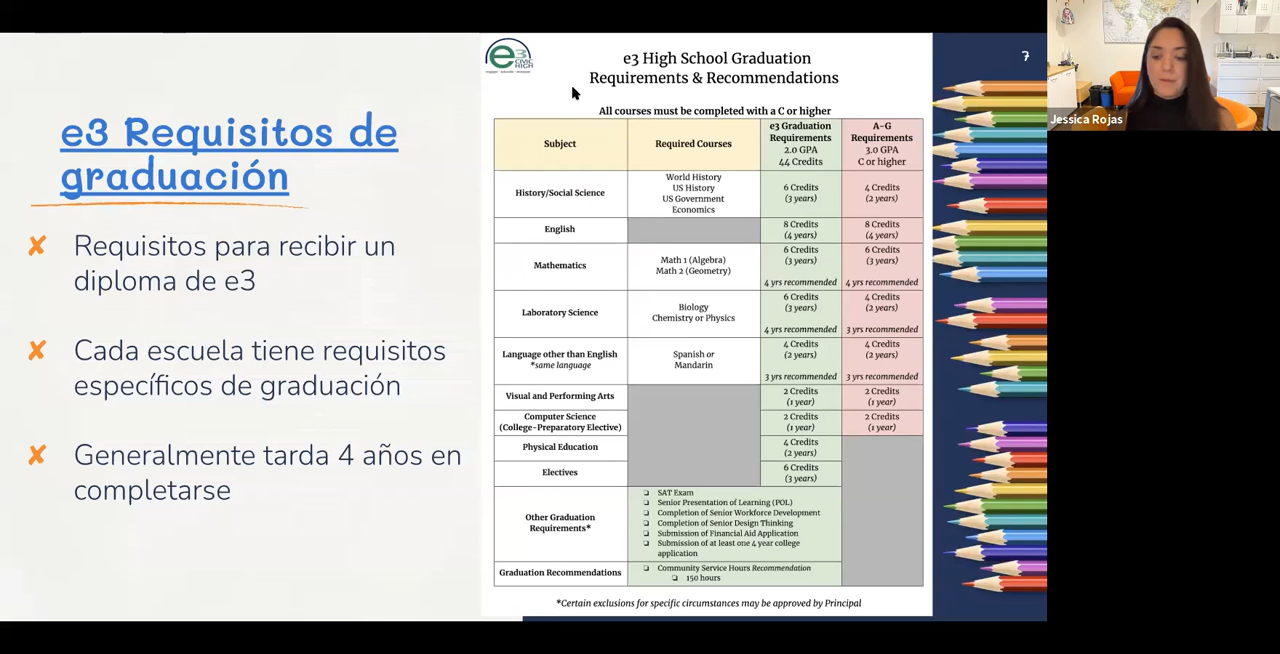 e3 Requisitos de
graduación
✘ Requisitos para recibir un
diploma de e3
✘ Cada escuela tiene requisitos
específicos de graduación
✘ Generalmente tarda 4 años en
completarse
e3
CIVIC
HIGH
e3 High School Graduation
Requirements & Recommendations
7
All courses must be completed with a C or higher
Subject
Required Courses
e3 Graduation
Requirements
2.0 GPA
44 Credits
A-G
Requirements
3.0 GPA
C or higher
History/Social Science
World History
US History
US Government
Economics
6 Credits
(3 years)
4 Credits
(2 years)
English
8 Credits
(4 years)
8 Credits
(4 years)
Mathematics
Math 1 (Algebra)
Math 2 (Geometry)
6 Credits
(3 years)
4 yrs recommended
6 Credits
(3 years)
4 yrs recommended
Laboratory Science
Biology
Chemistry or Physics
6 Credits
(3 years)
4 yrs recommended
4 Credits
(2 years)
3 yrs recommended
Language other than English
*same language
Spanish or
Mandarin
4 Credits
(2 years)
3 yrs recommended
4 Credits
(2 years)
3 yrs recommended
Visual and Performing Arts
2 Credits
(1 year)
2 Credits
(1 year)
Computer Science
(College-Preparatory Elective)
2 Credits
(1 year)
2 Credits
(1 year)
Physical Education
4 Credits
(2 years)
Electives
6 Credits
(3 years)
Other Graduation
Requirements*
❏ SAT Exam
❏ Senior Presentation of Learning (POL)
❏ Completion of Senior Workforce Development
❏ Completion of Senior Design Thinking
❏ Submission of Financial Aid Application
❏ Submission of at least one 4 year college
application
Graduation Recommendations
❏ Community Service Hours Recommendation
❏ 150 hours
*Certain exclusions for specific circumstances may be approved by Principal
Jessica Rojas